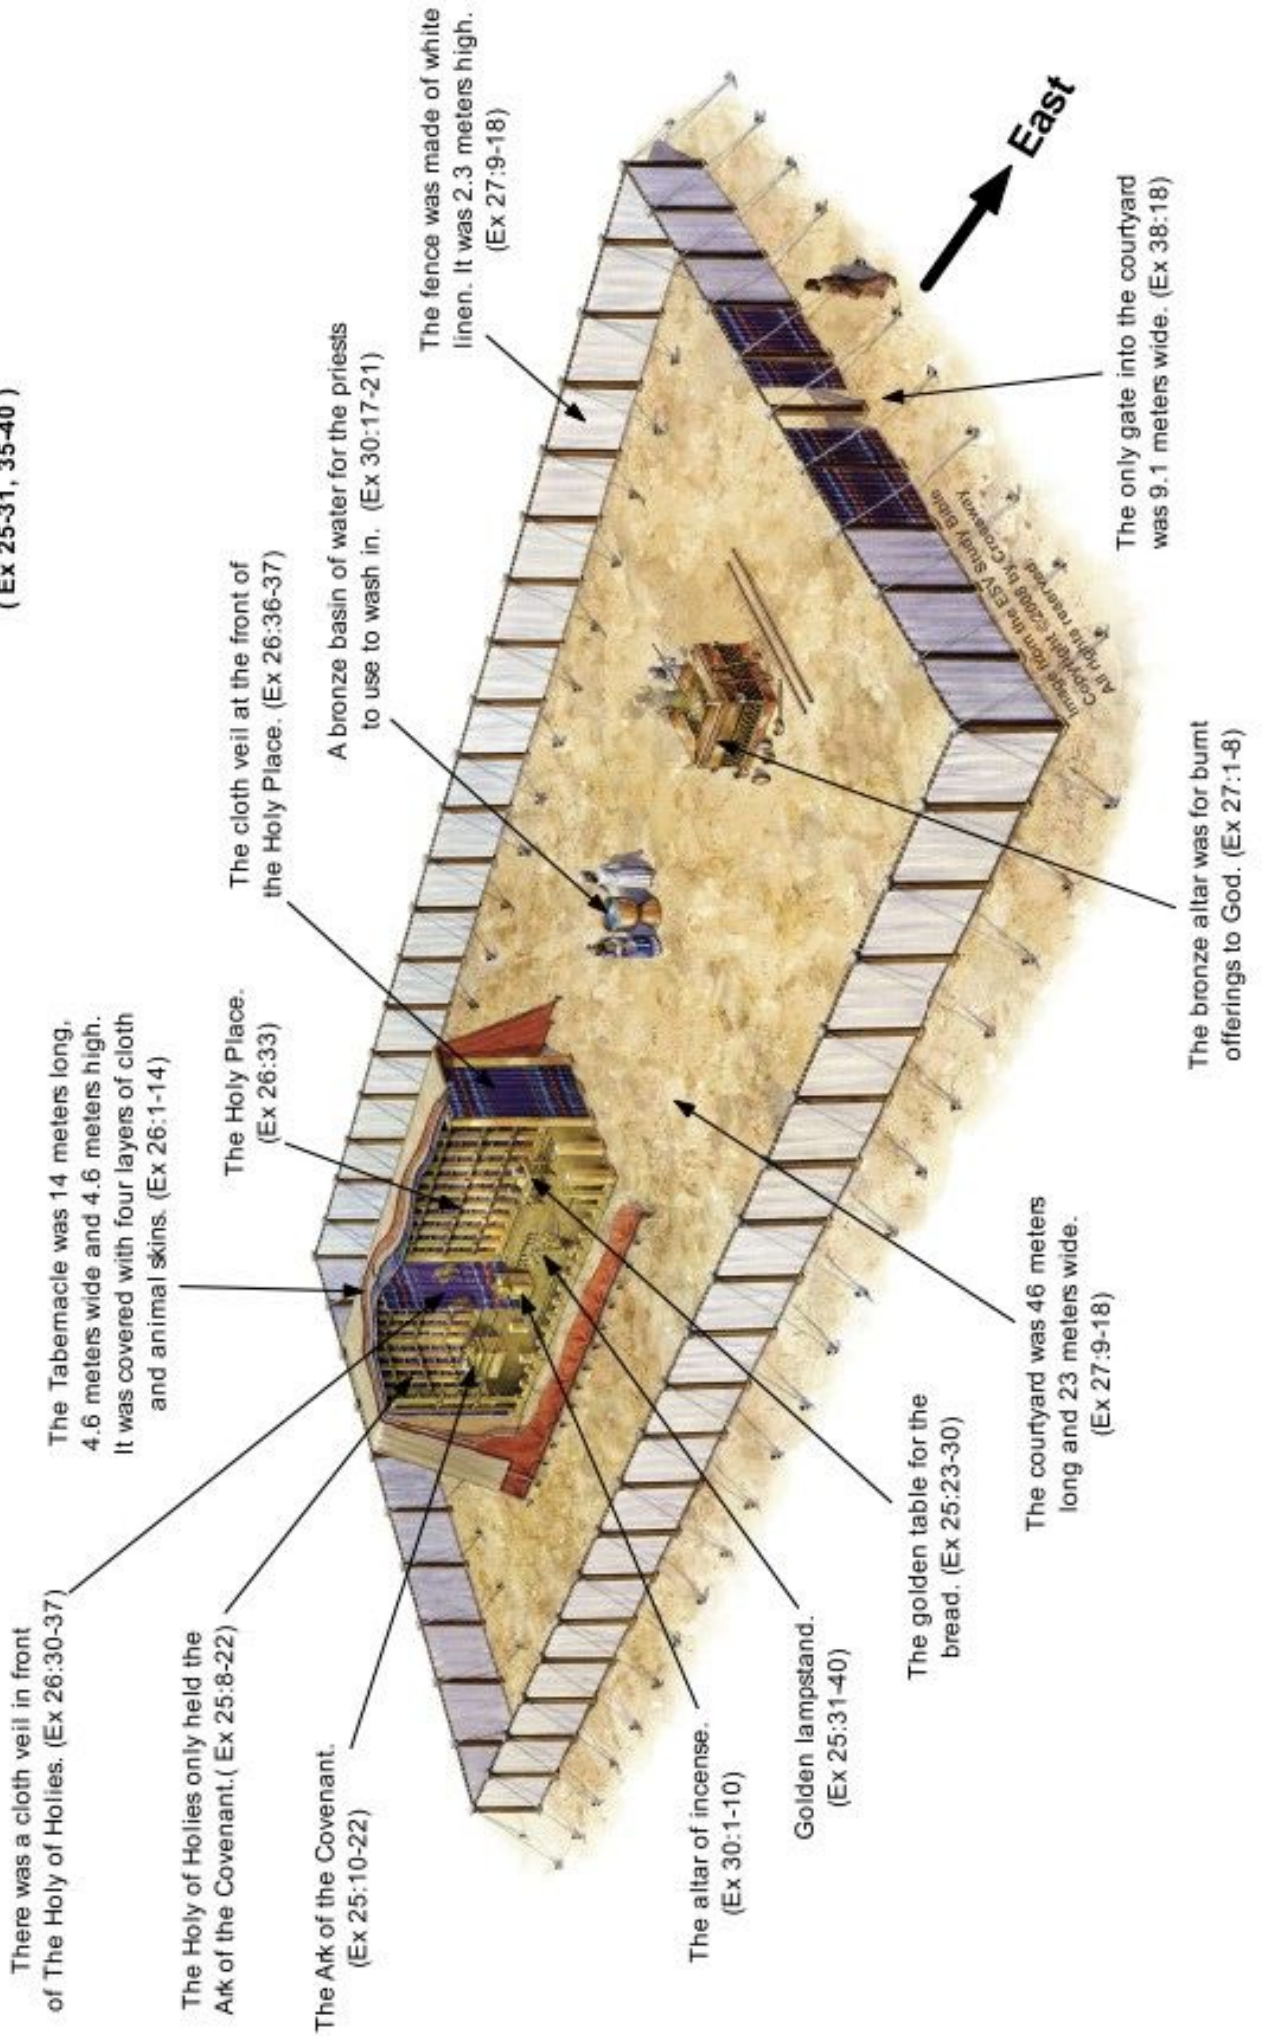 ( Ex 25-31, 35-40 )
There was a cloth veil in front
of The Holy of Holies. (Ex 26:30-37)
The Tabernacle was 14 meters long,
4.6 meters wide and 4.6 meters high.
It was covered with four layers of cloth
and animal skins. (Ex 26:1-14)
The Holy of Holies only held the
Ark of the Covenant.( Ex 25:8-22)
The Holy Place.
(Ex 26:33)
The cloth veil at the front of
the Holy Place. (Ex 26:36-37)
The Ark of the Covenant.
(Ex 25:10-22)
A bronze basin of water for the priests
to use to wash in. (Ex 30:17-21)
The fence was made of white
linen. It was 2.3 meters high.
(Ex 27:9-18)
East
The altar of incense.
(Ex 30:1-10)
Golden lampstand.
(Ex 25:31-40)
The golden table for the
bread. (Ex 25:23-30)
The courtyard was 46 meters
long and 23 meters wide.
(Ex 27:9-18)
The bronze altar was for burnt
offerings to God. (Ex 27:1-8)
The only gate into the courtyard
was 9.1 meters wide. (Ex 38:18)
Image from the ESV Study Bible
Copyright ©2008 by Crossway
All rights reserved.